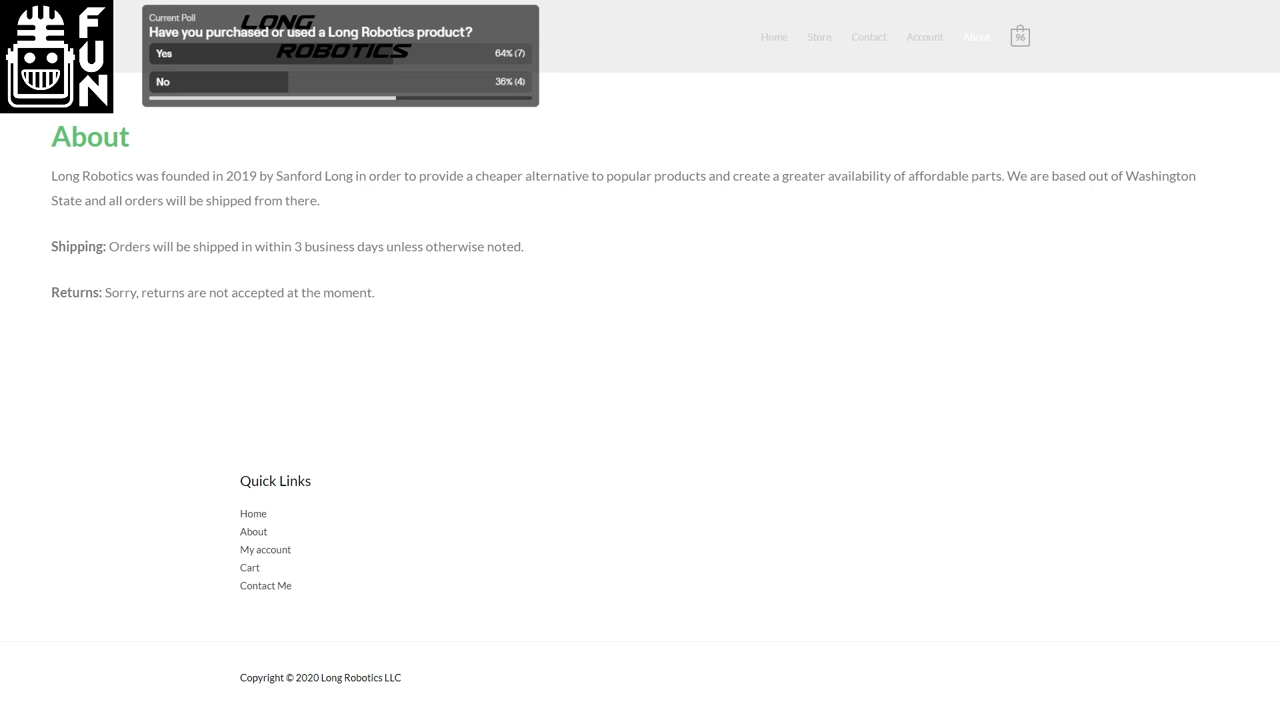 FUN
Current Poll
Have you purchased or used a Long Robotics product?
Yes 64% (7)
No 36% (4)
LONG
ROBOTICS
Home Store Contact Account About 96
About
Long Robotics was founded in 2019 by Sanford Long in order to provide a cheaper alternative to popular products and create a greater availability of affordable parts. We are based out of Washington
State and all orders will be shipped from there.
Shipping: Orders will be shipped in within 3 business days unless otherwise noted.
Returns: Sorry, returns are not accepted at the moment.
Quick Links
Home
About
My account
Cart
Contact Me
Copyright © 2020 Long Robotics LLC